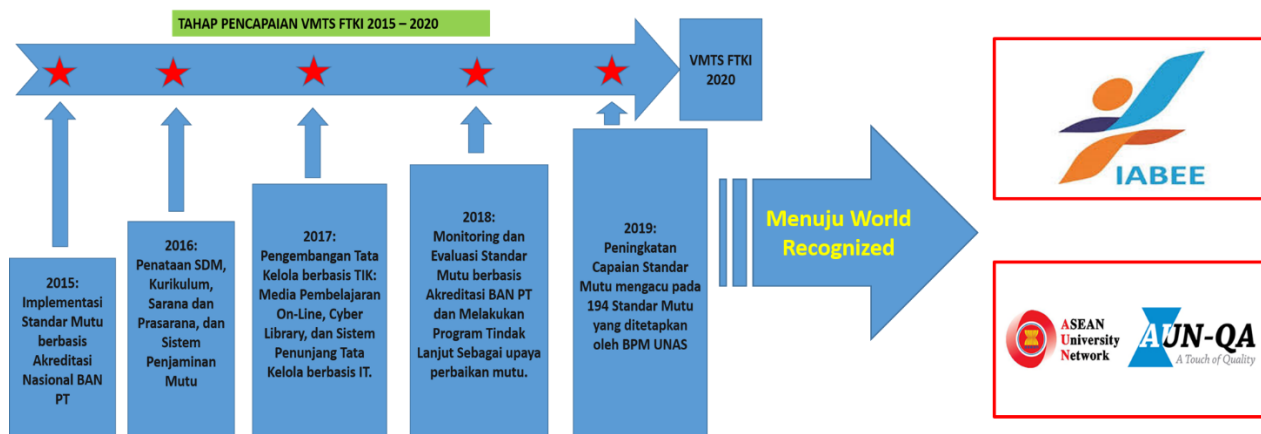 TAHAP PENCAPAIAN VMTS FTKI 2015 – 2020
VMTS FTKI
2020
2015:
Implementasi
Standar Mutu
berbasis
Akreditasi
Nasional BAN
PT
2016:
Penataan SDM,
Kurikulum,
Sarana dan
Prasarana, dan
Sistem
Penjaminan
Mutu
2017:
Pengembangan Tata
Kelola berbasis TIK:
Media Pembelajaran
On-Line, Cyber
Library, dan Sistem
Penunjang Tata
Kelola berbasis IT.
2018:
Monitoring dan
Evaluasi Standar
Mutu berbasis
Akreditasi BAN PT
dan Melakukan
Program Tindak
Lanjut Sebagai upaya
perbaikan mutu.
2019:
Peningkatan
Capaian Standar
Mutu mengacu pada
194 Standar Mutu
yang ditetapkan
oleh BPM UNAS
Menuju World
Recognized
IABEE
ASEAN
University
Network
AUN-QA
A Touch of Quality